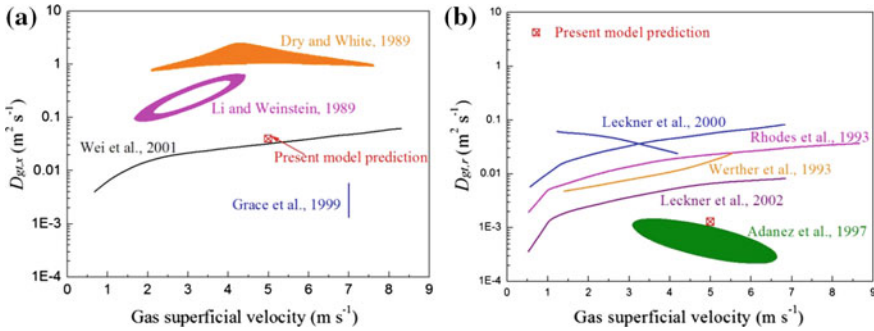 (a)
10
1
0.1
0.01
1E-3
1E-4
D_gt,x (m² s⁻¹)
Dry and White, 1989
Li and Weinstein, 1989
Wei et al., 2001
Present model prediction
Grace et al., 1999
0 1 2 3 4 5 6 7 8 9
Gas superficial velocity (m s⁻¹)
(b)
10
1
0.1
0.01
1E-3
1E-4
D_gt,r (m² s⁻¹)
Present model prediction
Leckner et al., 2000
Rhodes et al., 1993
Werther et al., 1993
Leckner et al., 2002
Adanez et al., 1997
0 1 2 3 4 5 6 7 8 9
Gas superficial velocity (m s⁻¹)